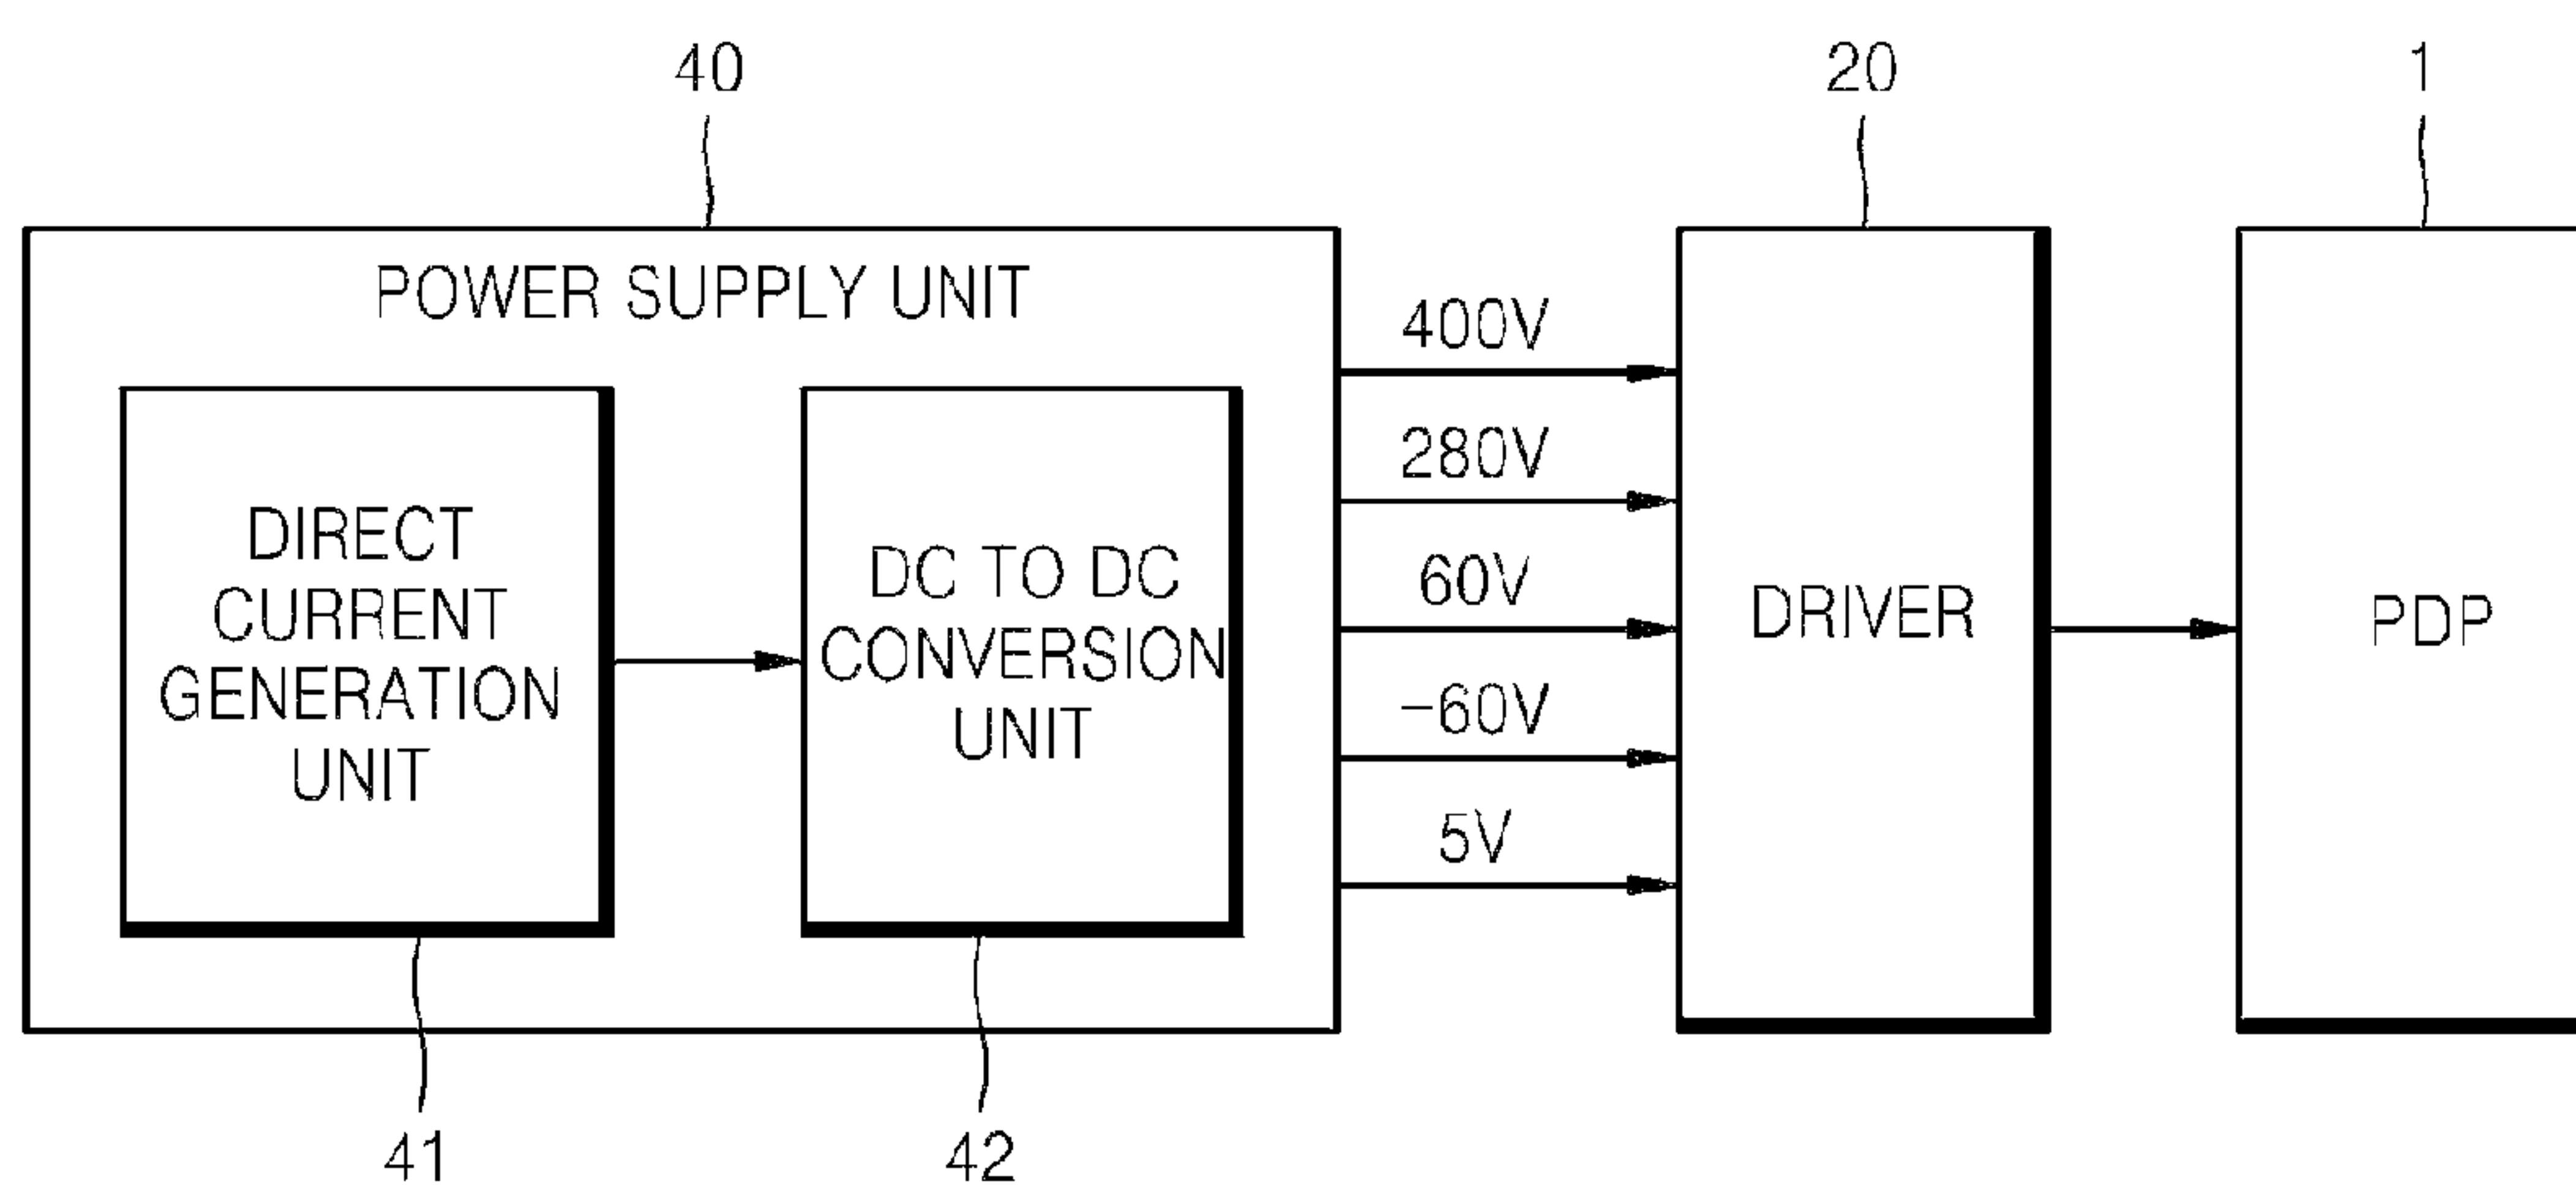 40
20
1
POWER SUPPLY UNIT
400V
280V
60V
-60V
5V
DIRECT
CURRENT
GENERATION
UNIT
DC TO DC
CONVERSION
UNIT
DRIVER
PDP
41
42